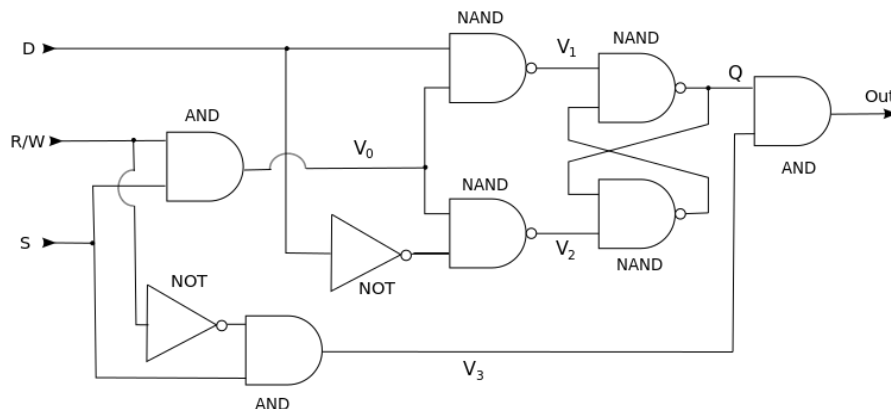 NAND
D
V1
NAND
Q
Out
AND
R/W
V0
AND
NAND
S
V2
NOT
NOT
NAND
V3
AND